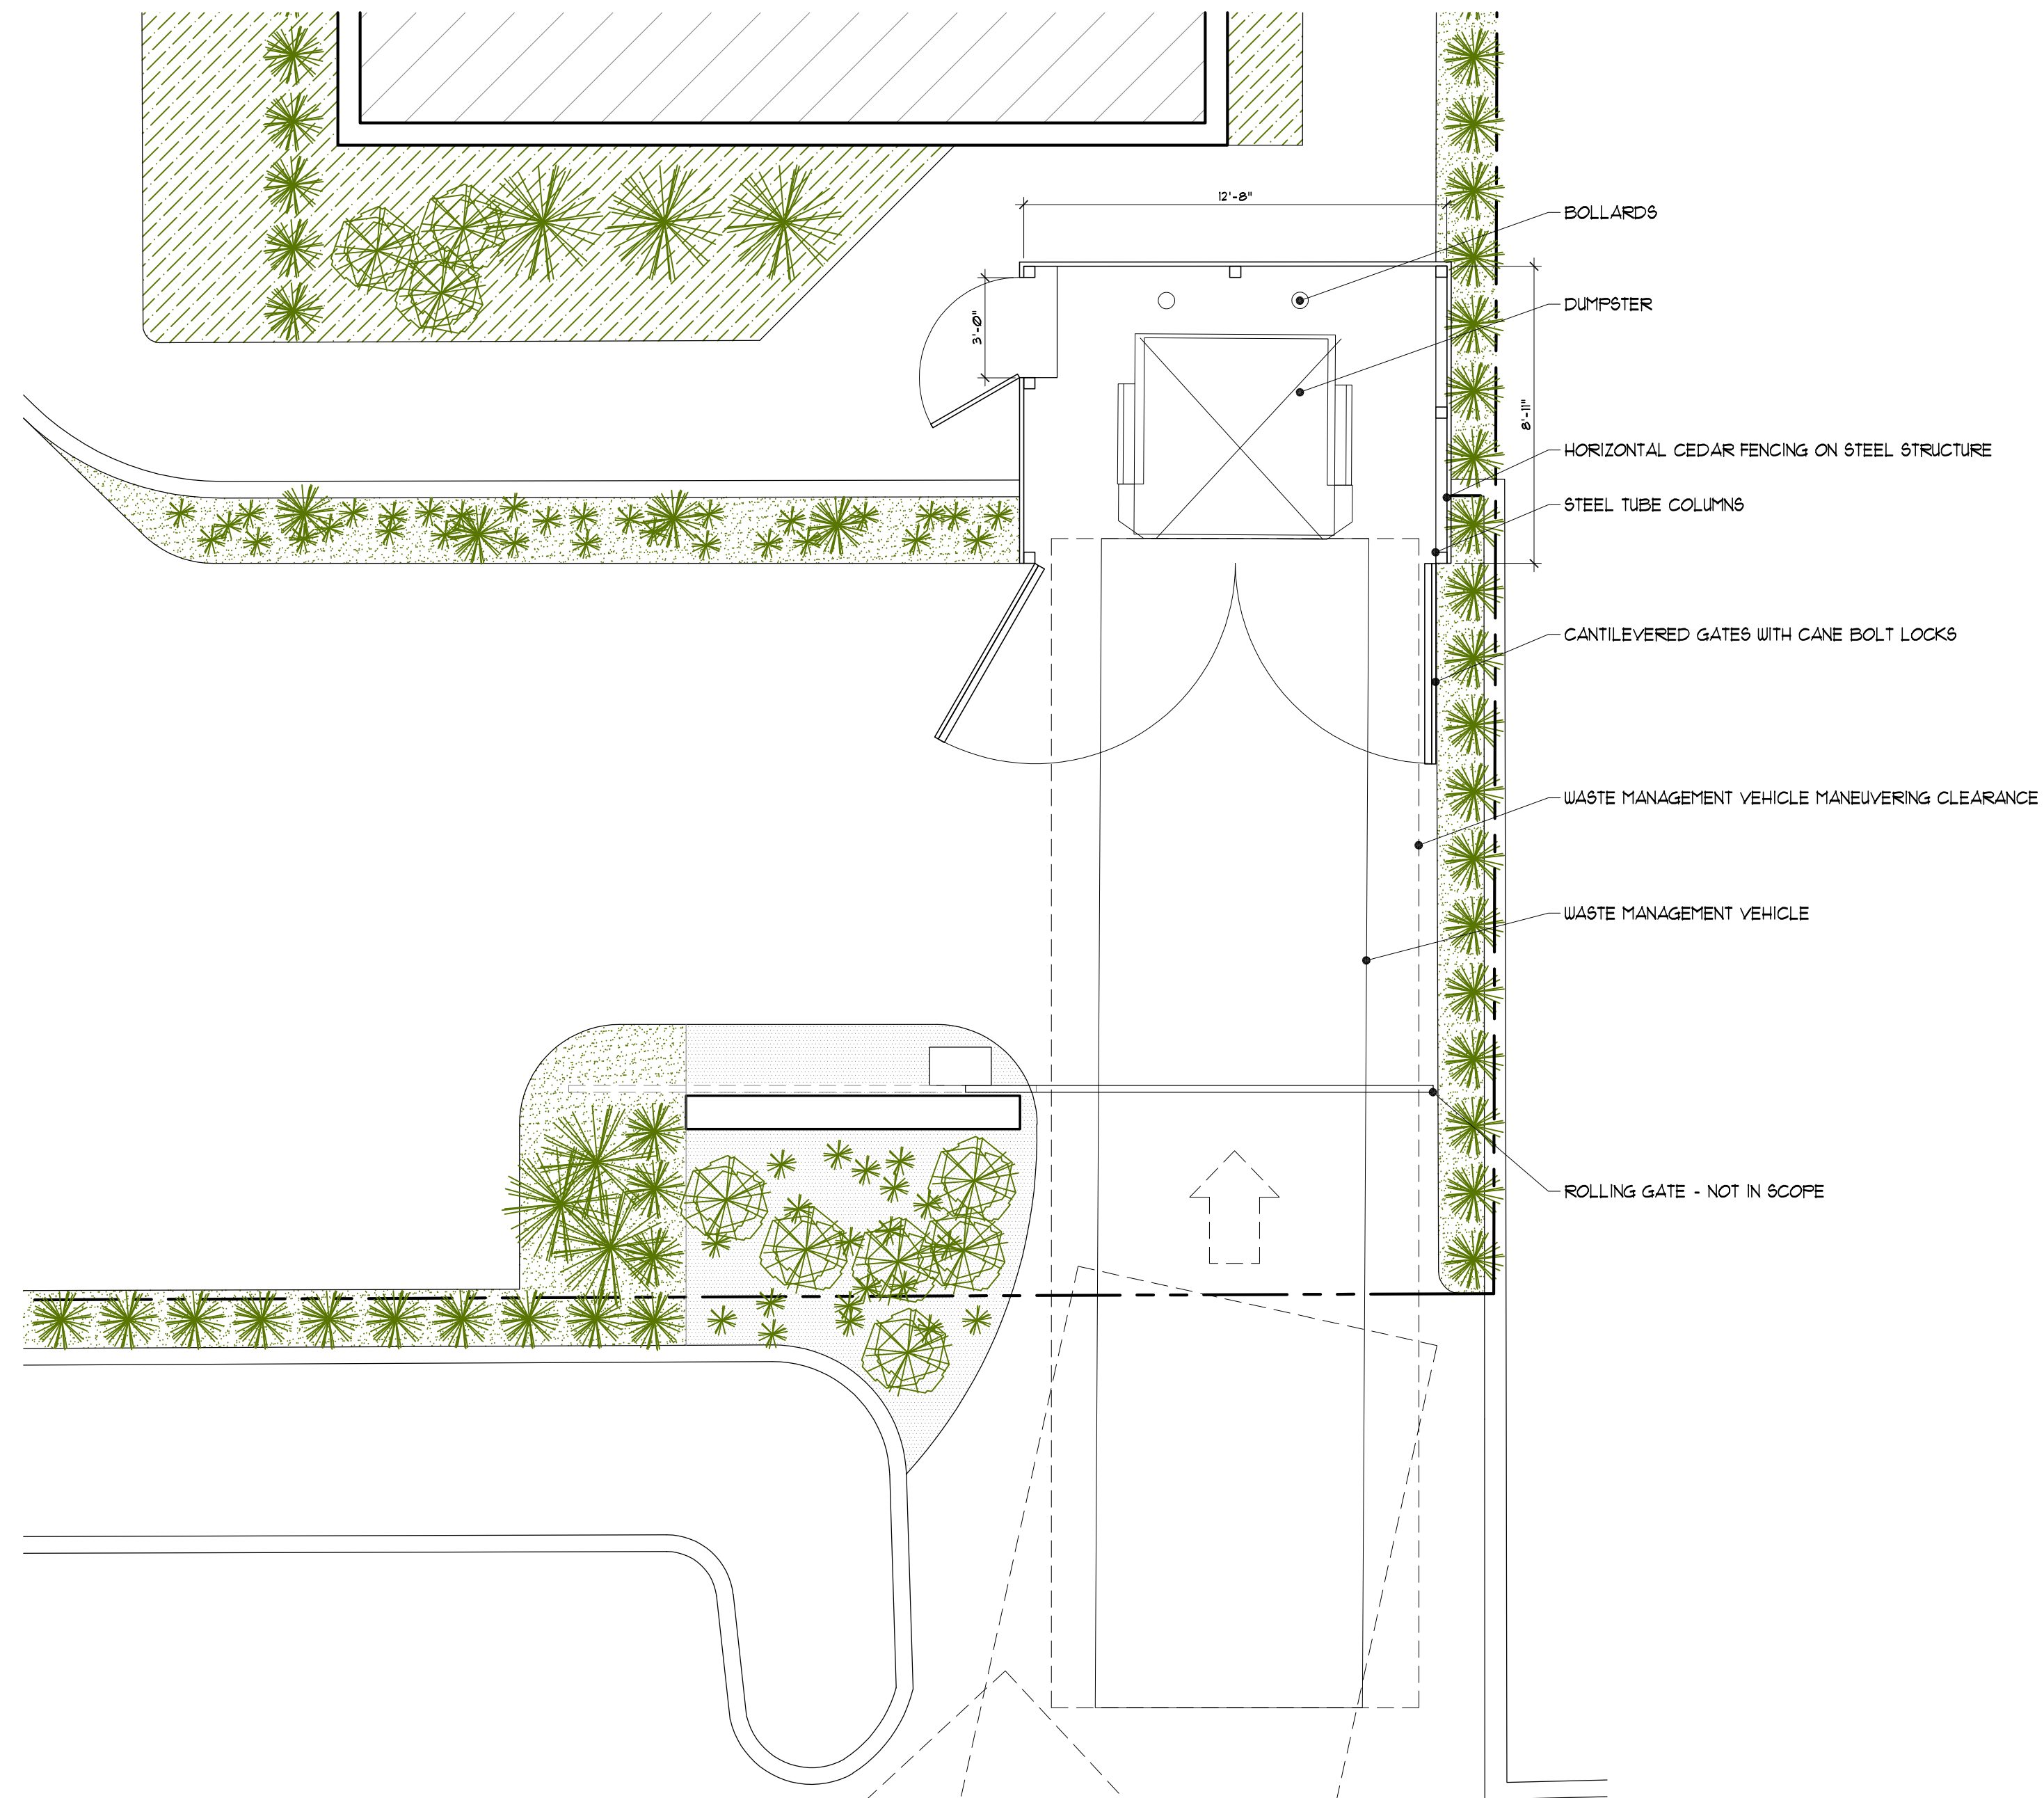 12'-8"
BOLLARDS
3'-0"
DUMPSTER
8'-11"
HORIZONTAL CEDAR FENCING ON STEEL STRUCTURE
STEEL TUBE COLUMNS
CANTILEVERED GATES WITH CANE BOLT LOCKS
WASTE MANAGEMENT VEHICLE MANEUVERING CLEARANCE
WASTE MANAGEMENT VEHICLE
ROLLING GATE - NOT IN SCOPE